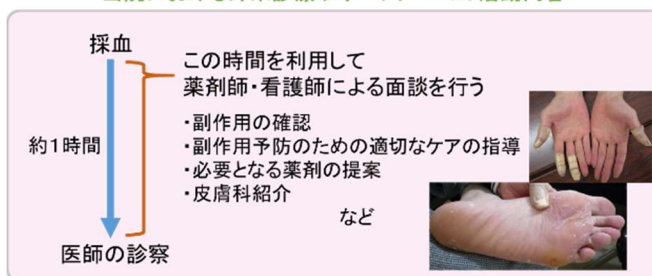 採血
この時間を利用して
薬剤師・看護師による面談を行う
約1時間
・副作用の確認
・副作用予防のための適切なケアの指導
・必要となる薬剤の提案
・皮膚科紹介
など
医師の診察